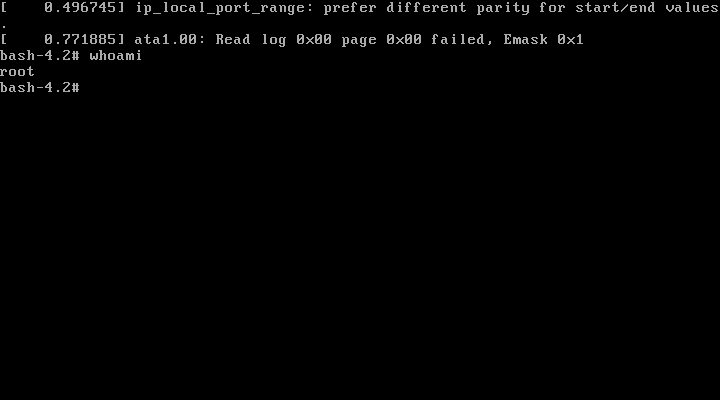 [    0.496745] ip_local_port_range: prefer different parity for start/end values
.
[    0.771885] ata1.00: Read log 0x00 page 0x00 failed, Emask 0x1
bash-4.2# whoami
root
bash-4.2#